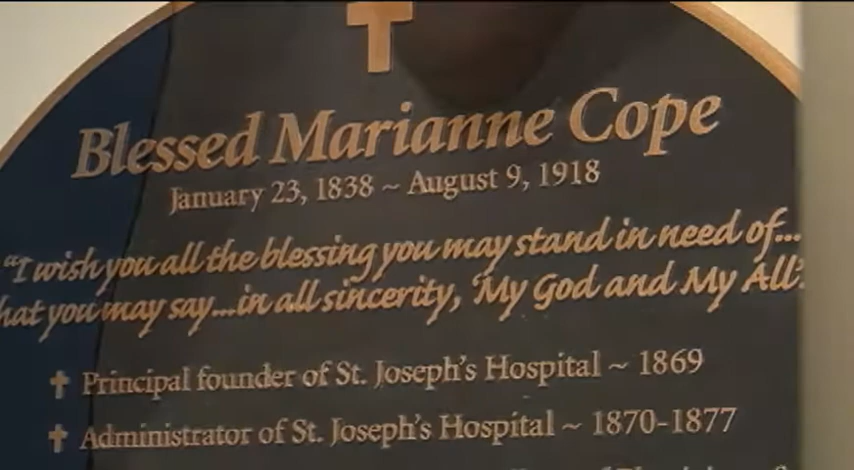 Blessed Marianne Cope
January 23, 1838 ~ August 9, 1918
"I wish you all the blessing you may stand in need of...
hat you may say...in all sincerity, 'My God and My All'.
✝ Principal founder of St. Joseph's Hospital ~ 1869
✝ Administrator of St. Joseph's Hospital ~ 1870-1877